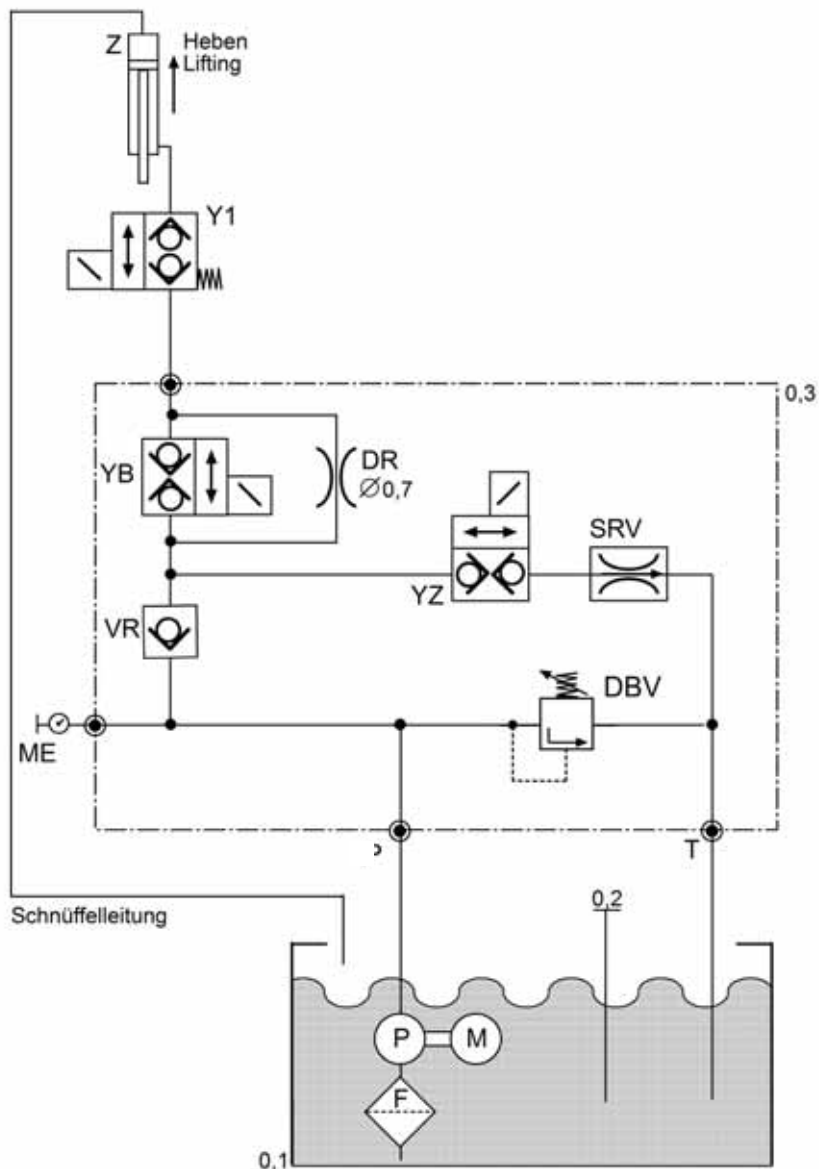 Z
Heben
Lifting
Y1
0,3
YB
DR
Ø0,7
SRV
YZ
VR
DBV
ME
T
Schnüffelleitung
0,2
P
M
F
0,1